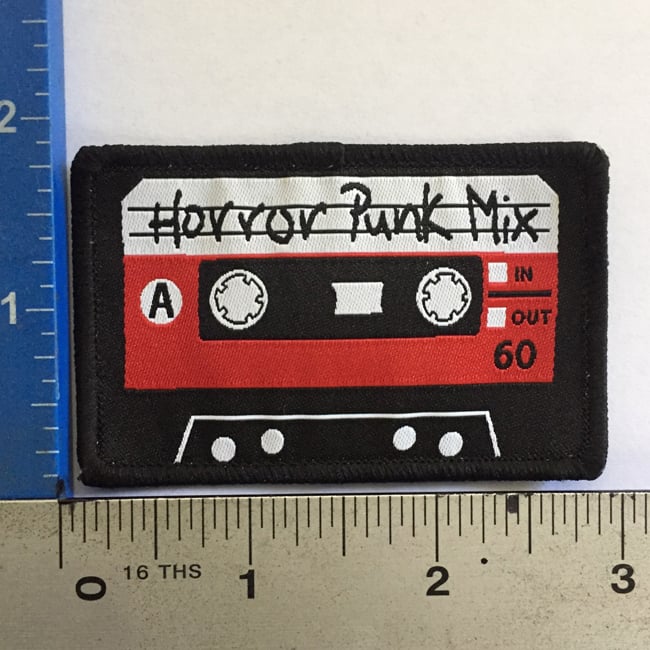 2
Horror Punk Mix
1
A
IN
OUT
60
0 16 THS 1 2 3